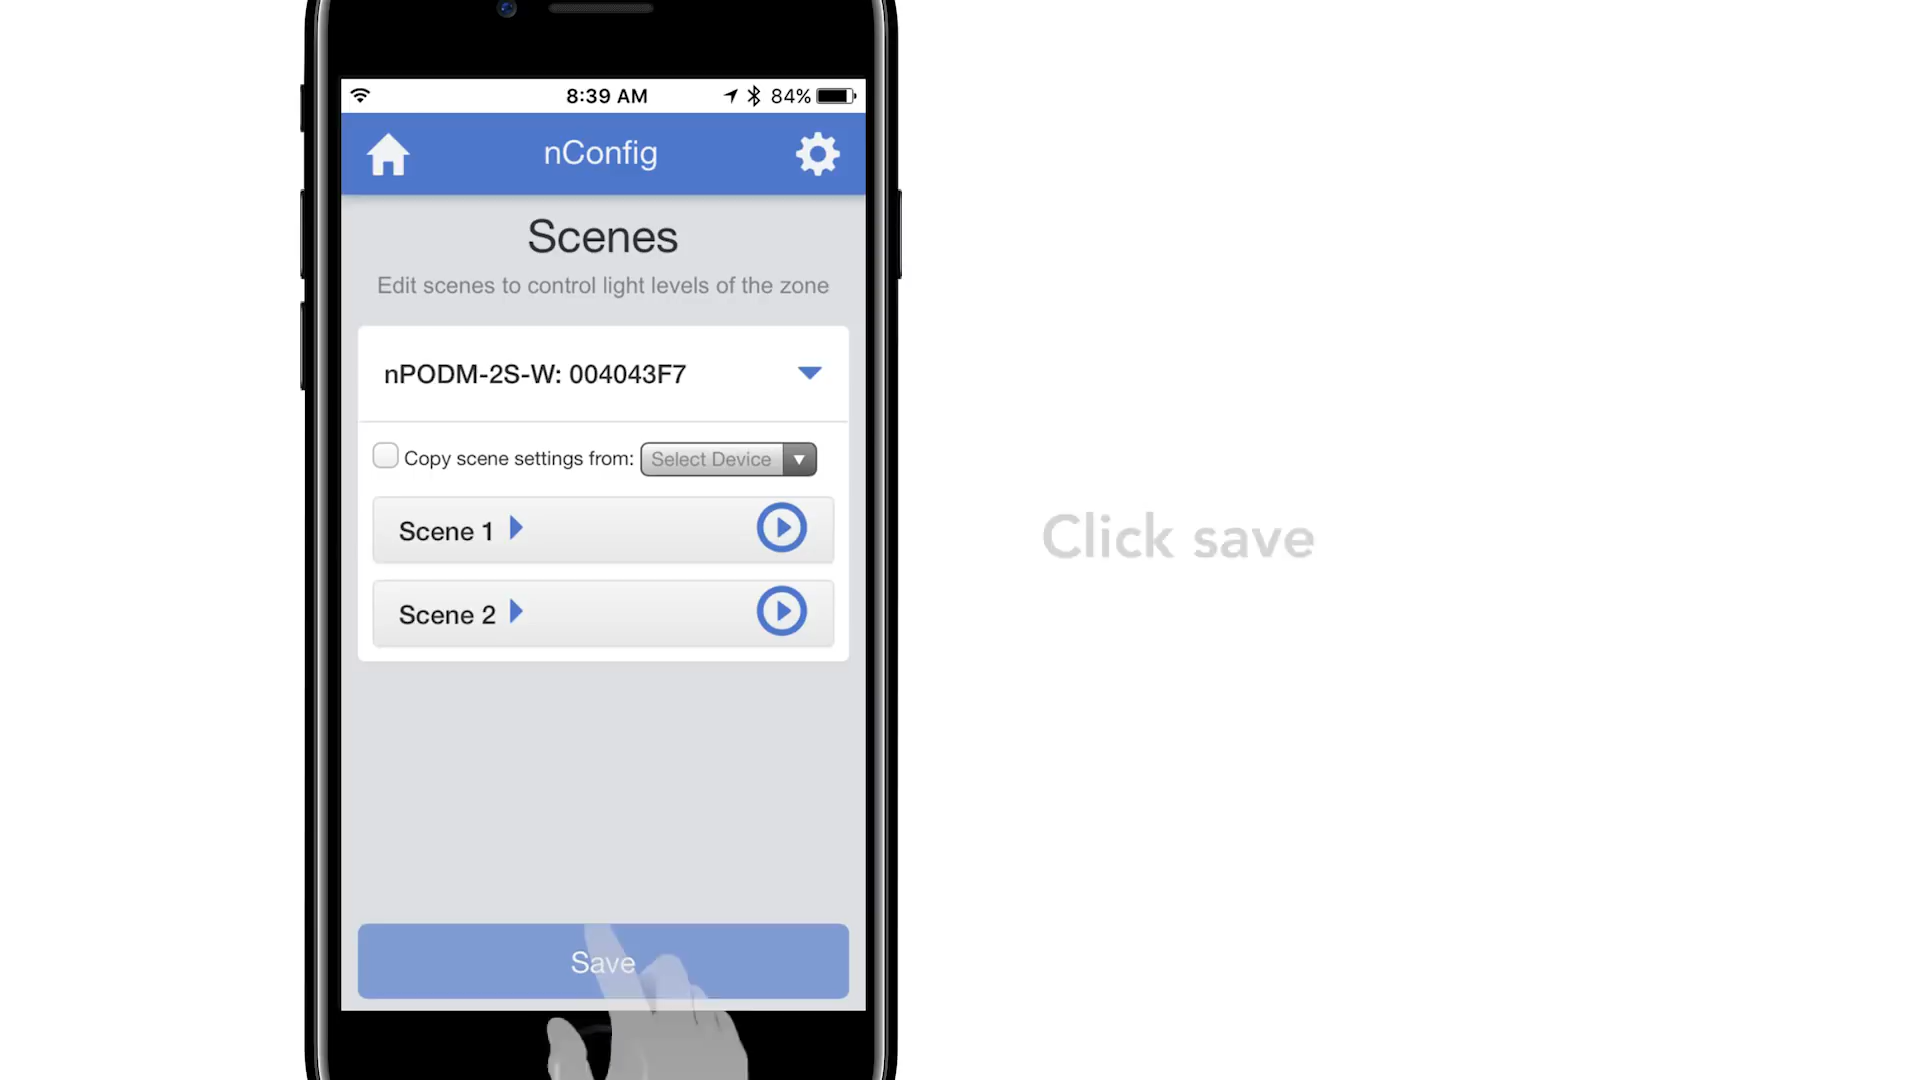 8:39 AM
84%
nConfig
Scenes
Edit scenes to control light levels of the zone
nPODM-2S-W: 004043F7
Copy scene settings from: Select Device
Scene 1
Scene 2
Click save
Save